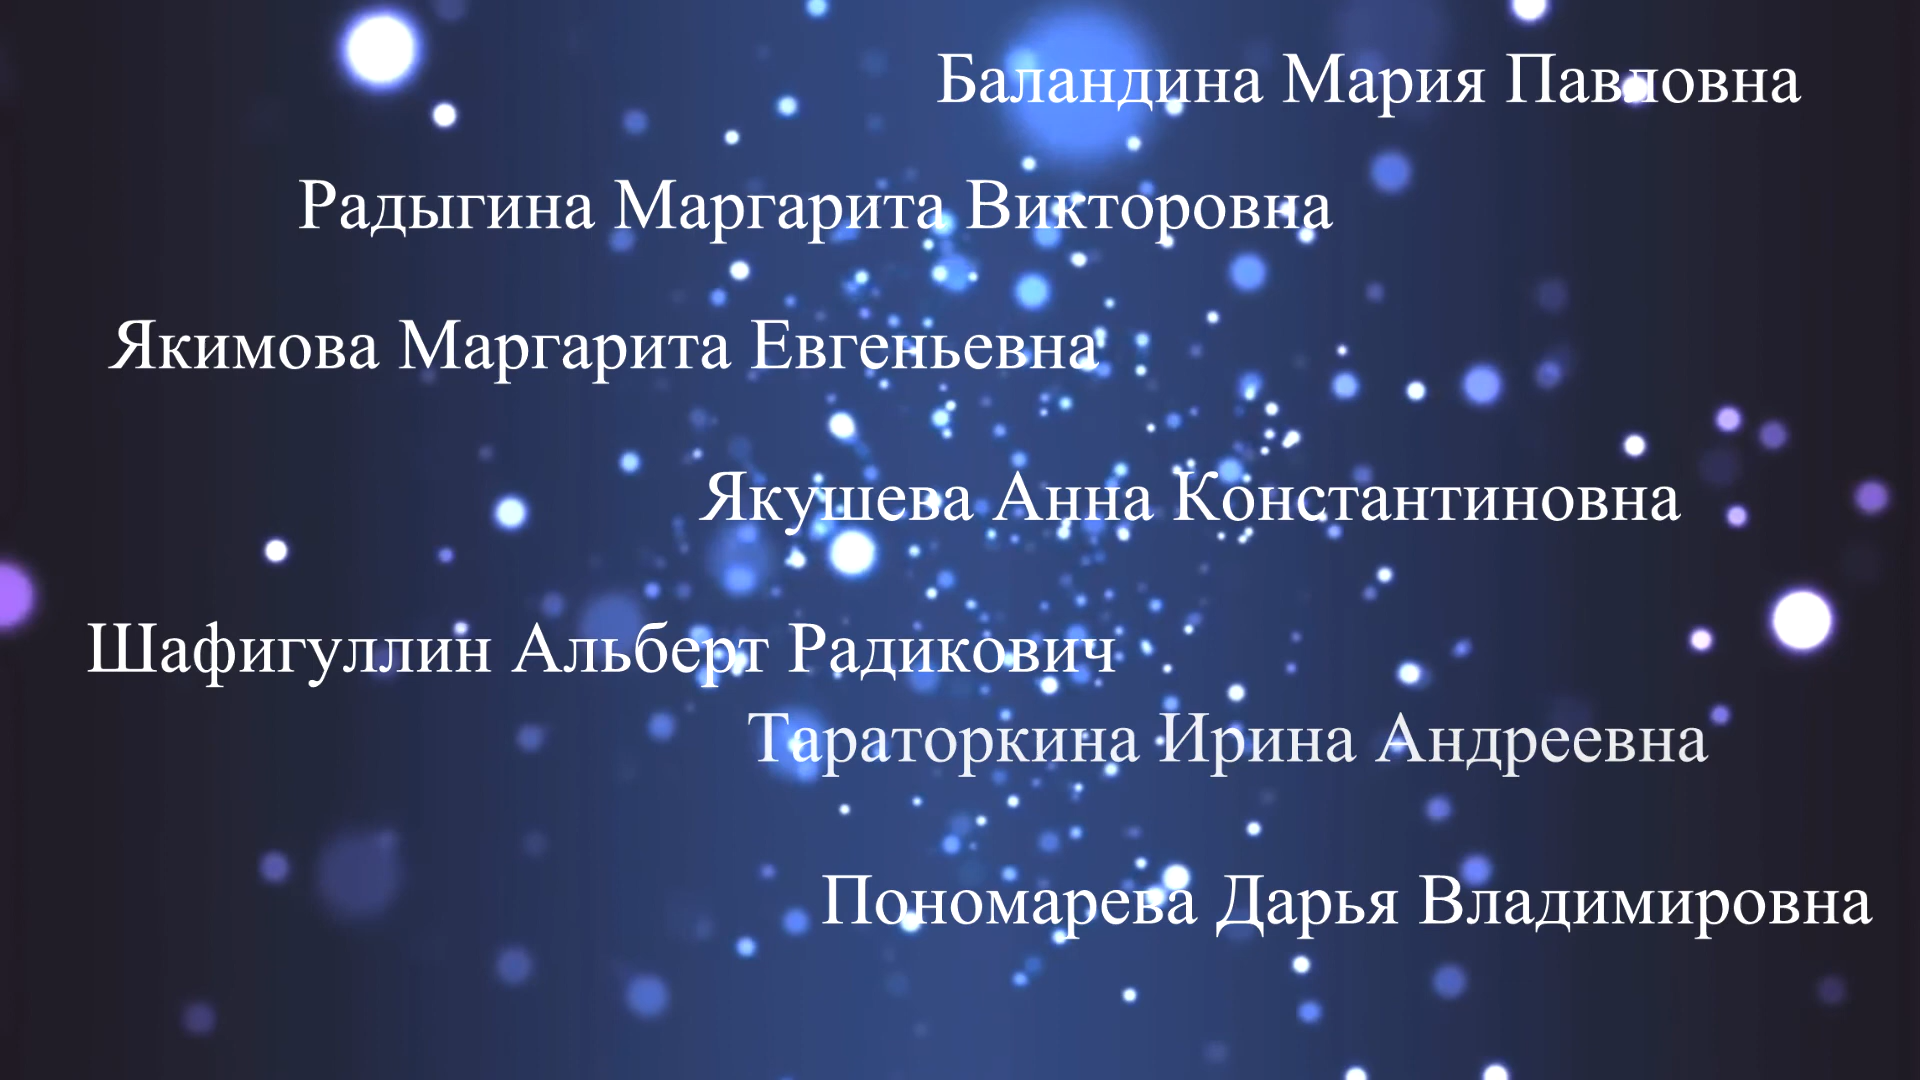 Баландина Мария Павловна
Радыгина Маргарита Викторовна
Якимова Маргарита Евгеньевна
Якушева Анна Константиновна
Шафигуллин Альберт Радикович
Тараторкина Ирина Андреевна
Пономарева Дарья Владимировна